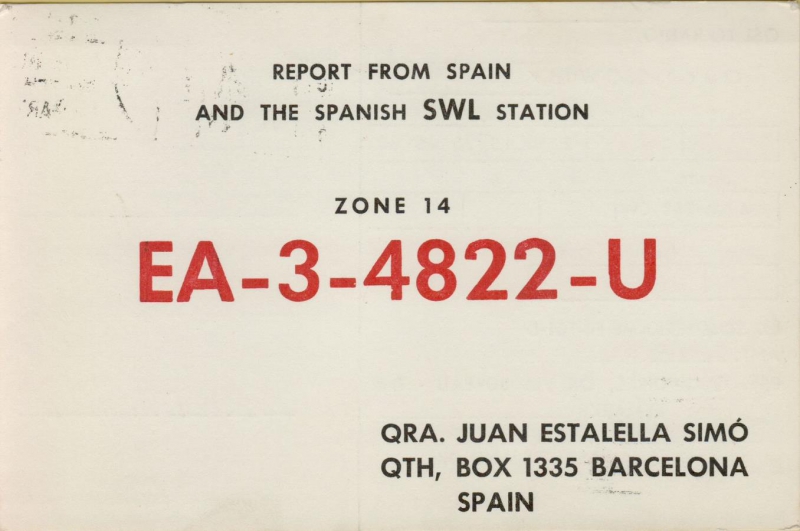 REPORT FROM SPAIN
AND THE SPANISH SWL STATION
ZONE 14
EA-3-4822-U
QRA. JUAN ESTALELLA SIMÓ
QTH, BOX 1335 BARCELONA
SPAIN